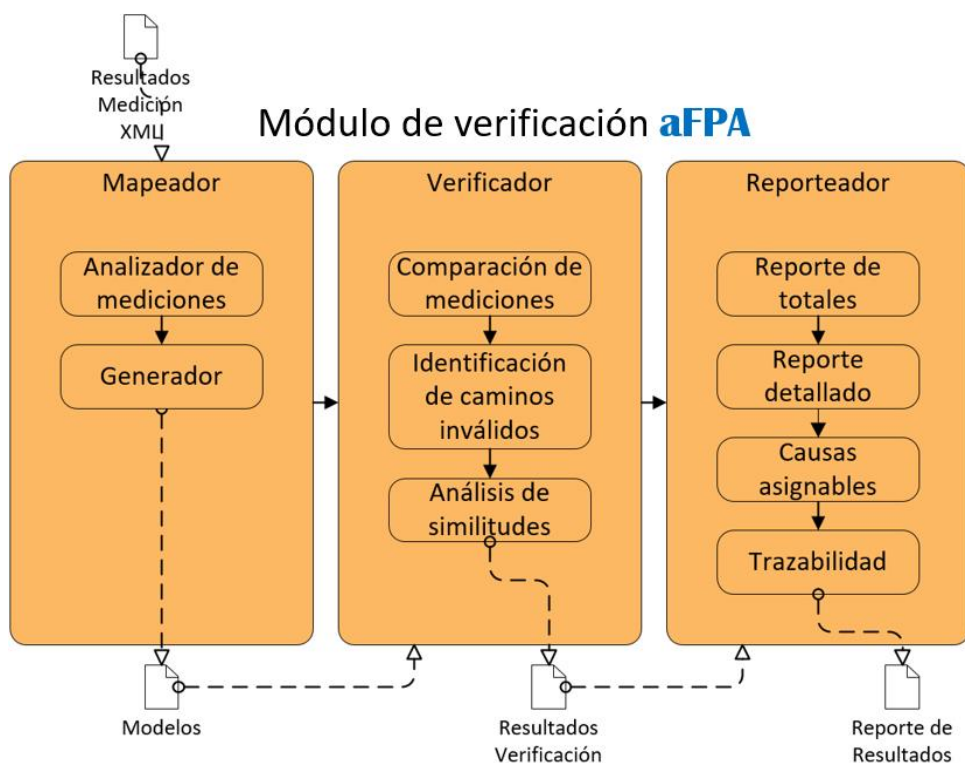 Resultados
Medición
XML
Módulo de verificación aFPA
Mapeador
Analizador de
mediciones
Generador
Modelos
Verificador
Comparación de
mediciones
Identificación
de caminos
inválidos
Análisis de
similitudes
Resultados
Verificación
Reporteador
Reporte de
totales
Reporte
detallado
Causas
asignables
Trazabilidad
Reporte de
Resultados